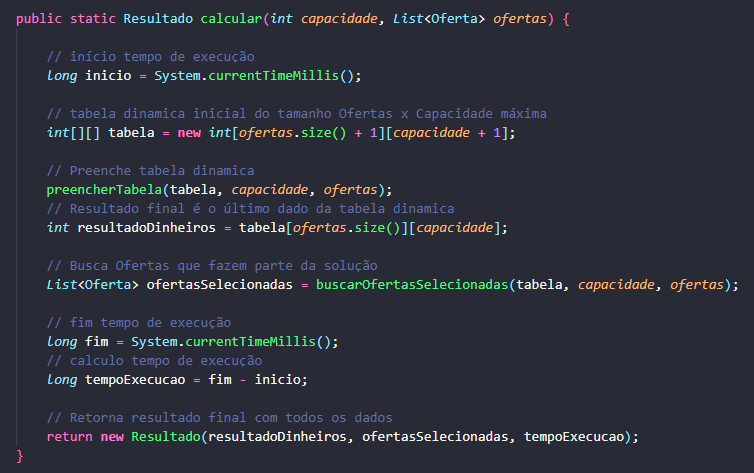 public static Resultado calcular(int capacidade, List<Oferta> ofertas) {
// início tempo de execução
long inicio = System.currentTimeMillis();
// tabela dinamica inicial do tamanho Ofertas x Capacidade máxima
int[][] tabela = new int[ofertas.size() + 1][capacidade + 1];
// Preenche tabela dinamica
preencherTabela(tabela, capacidade, ofertas);
// Resultado final é o último dado da tabela dinamica
int resultadoDinheiros = tabela[ofertas.size()][capacidade];
// Busca Ofertas que fazem parte da solução
List<Oferta> ofertasSelecionadas = buscarOfertasSelecionadas(tabela, capacidade, ofertas);
// fim tempo de execução
long fim = System.currentTimeMillis();
// calculo tempo de execução
long tempoExecucao = fim - inicio;
// Retorna resultado final com todos os dados
return new Resultado(resultadoDinheiros, ofertasSelecionadas, tempoExecucao);
}